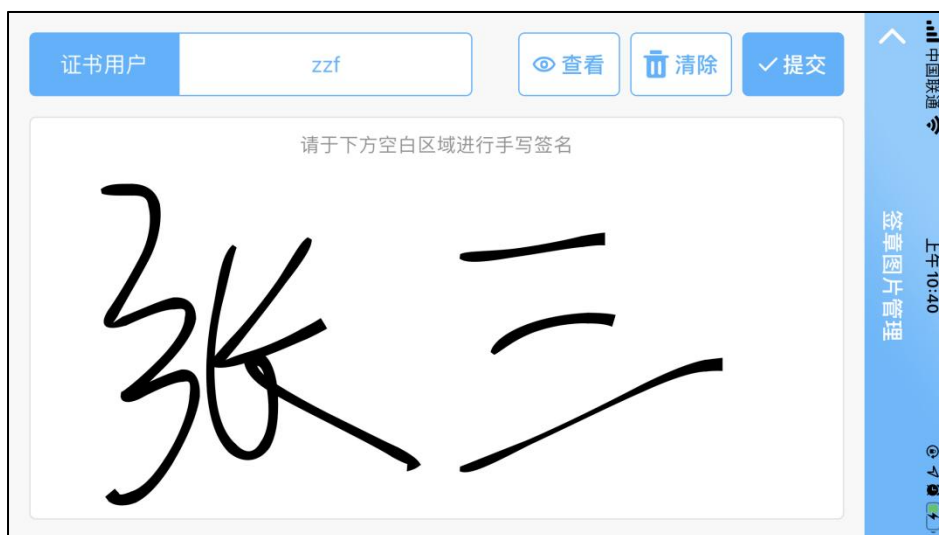 证书用户 zzf 查看 清除 提交
请于下方空白区域进行手写签名
张三
签章图片管理
中国联通 上午10:40